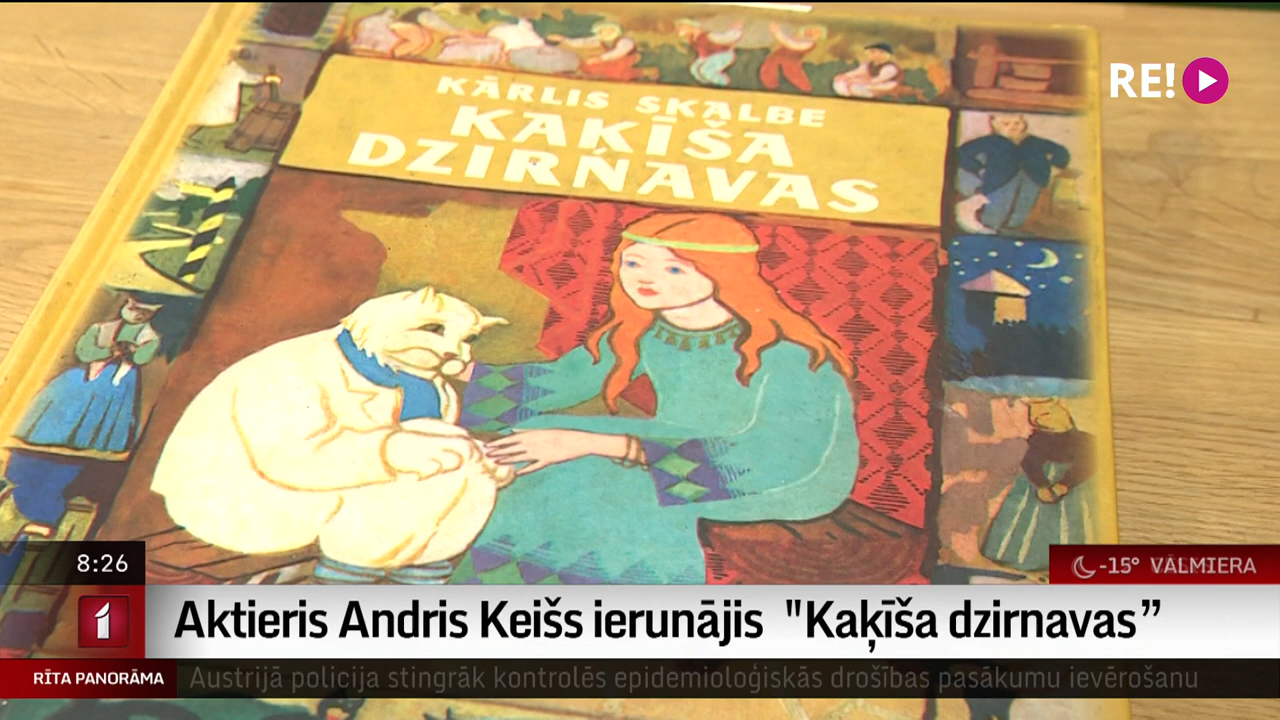 RE!
KĀRLIS SKALBE
KAĶĪŠA
DZIRNAVAS
8:26
-15° VALMIERA
1
Aktieris Andris Keišs ierunājis "Kaķīša dzirnavas”
RĪTA PANORĀMA
Austrijā policija stingrāk kontrolēs epidemioloģiskās drošības pasākumu ievērošanu